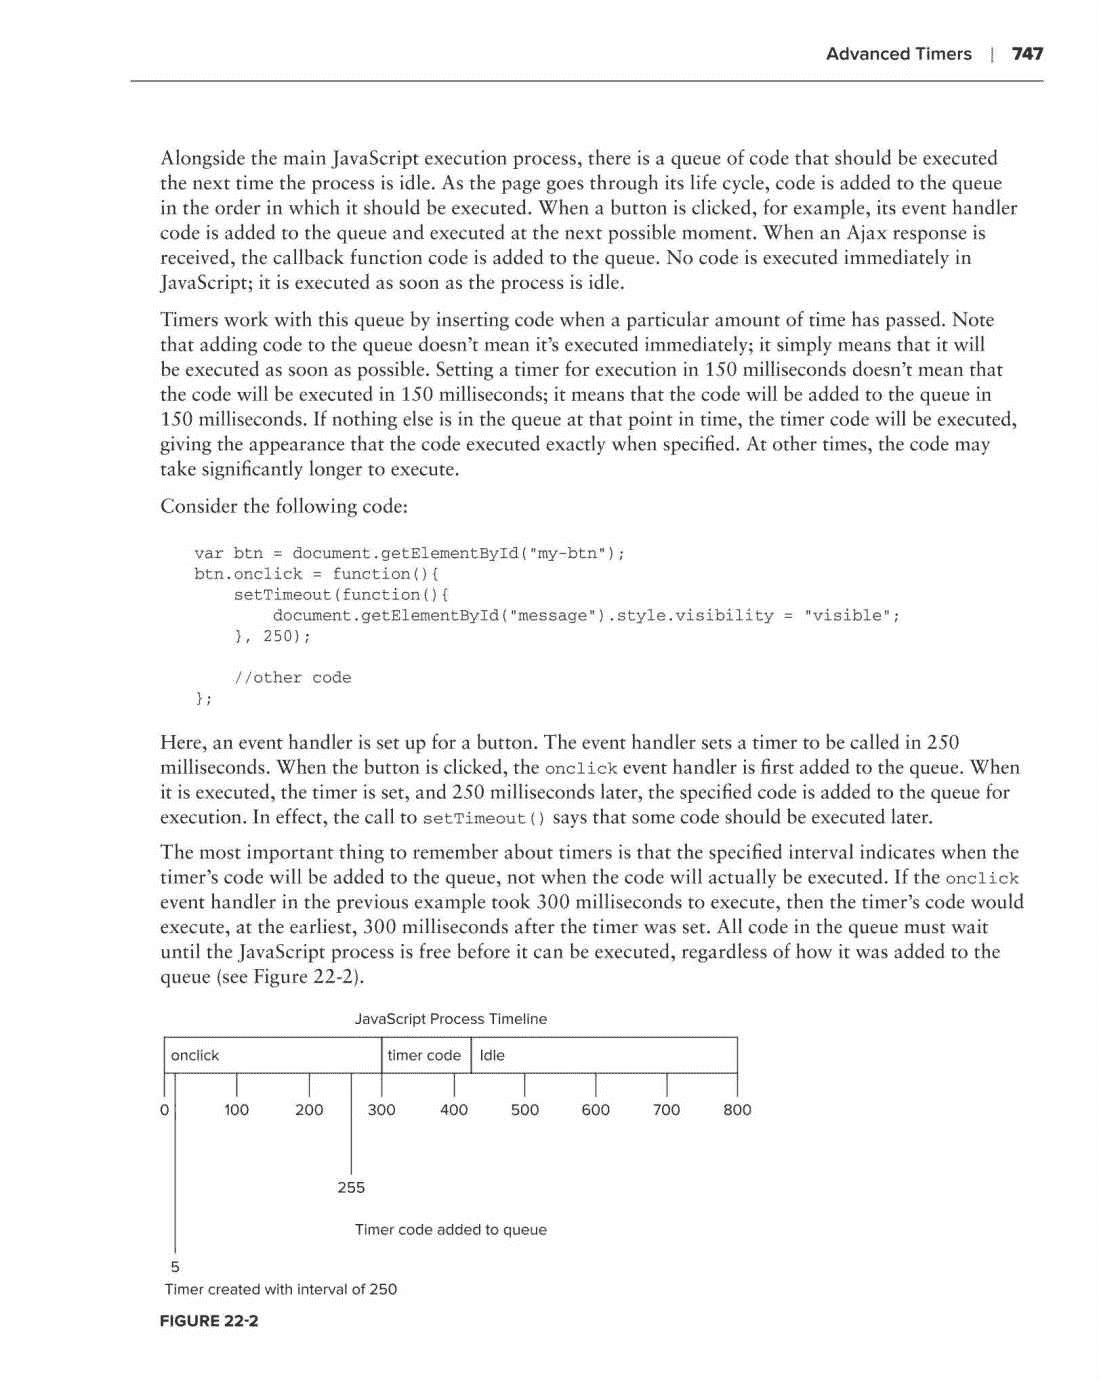 Advanced Timers | 747
Alongside the main JavaScript execution process, there is a queue of code that should be executed
the next time the process is idle. As the page goes through its life cycle, code is added to the queue
in the order in which it should be executed. When a button is clicked, for example, its event handler
code is added to the queue and executed at the next possible moment. When an Ajax response is
received, the callback function code is added to the queue. No code is executed immediately in
JavaScript; it is executed as soon as the process is idle.
Timers work with this queue by inserting code when a particular amount of time has passed. Note
that adding code to the queue doesn’t mean it’s executed immediately; it simply means that it will
be executed as soon as possible. Setting a timer for execution in 150 milliseconds doesn’t mean that
the code will be executed in 150 milliseconds; it means that the code will be added to the queue in
150 milliseconds. If nothing else is in the queue at that point in time, the timer code will be executed,
giving the appearance that the code executed exactly when specified. At other times, the code may
take significantly longer to execute.
Consider the following code:
var btn = document.getElementById("my-btn");
btn.onclick = function(){
    setTimeout(function(){
        document.getElementById("message").style.visibility = "visible";
    }, 250);
    //other code
};
Here, an event handler is set up for a button. The event handler sets a timer to be called in 250
milliseconds. When the button is clicked, the onclick event handler is first added to the queue. When
it is executed, the timer is set, and 250 milliseconds later, the specified code is added to the queue for
execution. In effect, the call to setTimeout() says that some code should be executed later.
The most important thing to remember about timers is that the specified interval indicates when the
timer’s code will be added to the queue, not when the code will actually be executed. If the onclick
event handler in the previous example took 300 milliseconds to execute, then the timer’s code would
execute, at the earliest, 300 milliseconds after the timer was set. All code in the queue must wait
until the JavaScript process is free before it can be executed, regardless of how it was added to the
queue (see Figure 22-2).
JavaScript Process Timeline
onclick timer code Idle
0 100 200 300 400 500 600 700 800
255
Timer code added to queue
5
Timer created with interval of 250
FIGURE 22-2